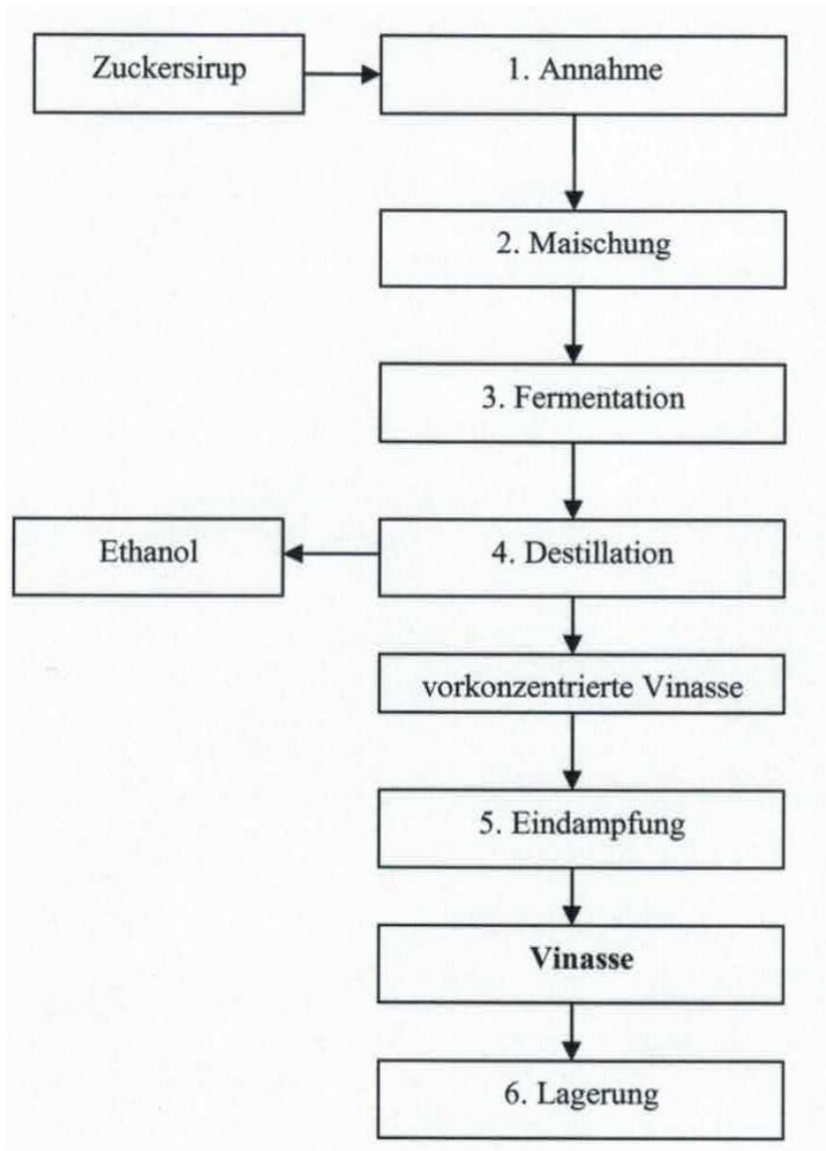 Zuckersirup
1. Annahme
2. Maischung
3. Fermentation
Ethanol
4. Destillation
vorkonzentrierte Vinasse
5. Eindampfung
Vinasse
6. Lagerung